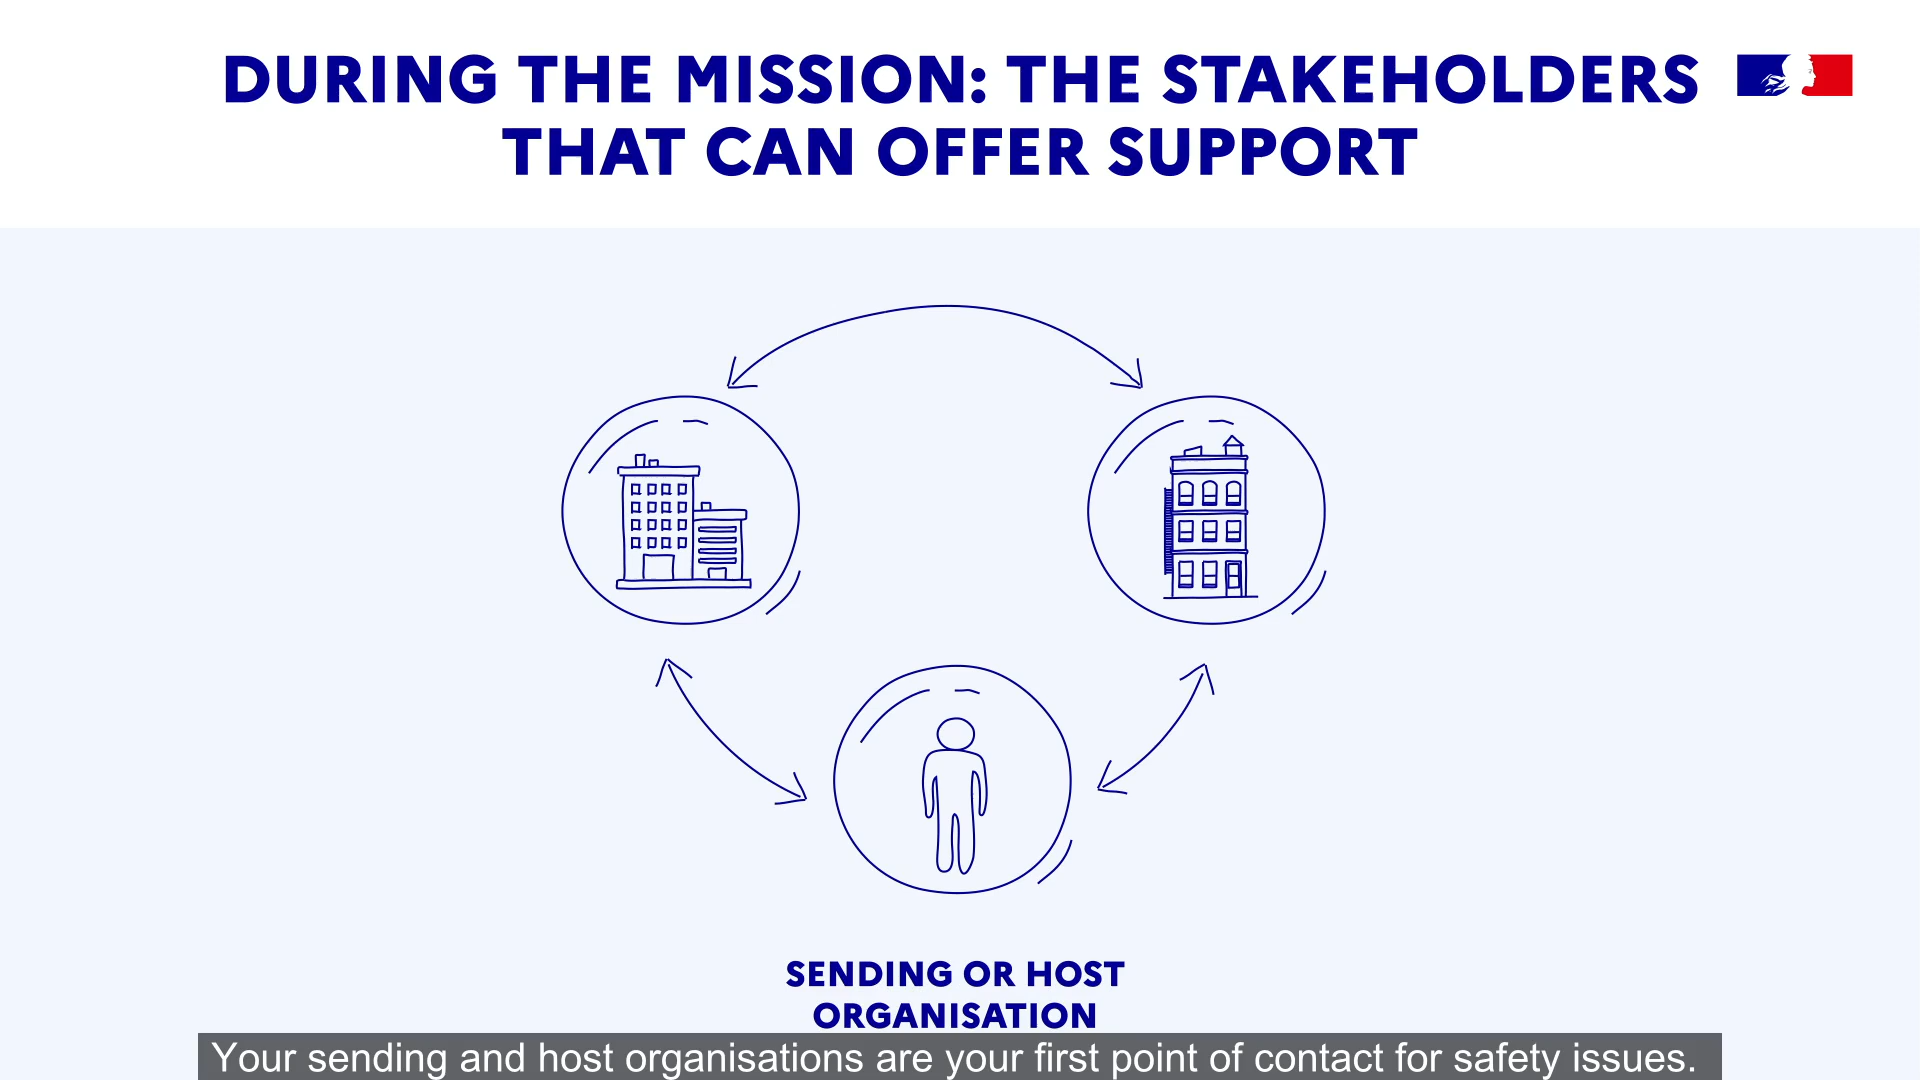 DURING THE MISSION: THE STAKEHOLDERS
THAT CAN OFFER SUPPORT
SENDING OR HOST
ORGANISATION
Your sending and host organisations are your first point of contact for safety issues.